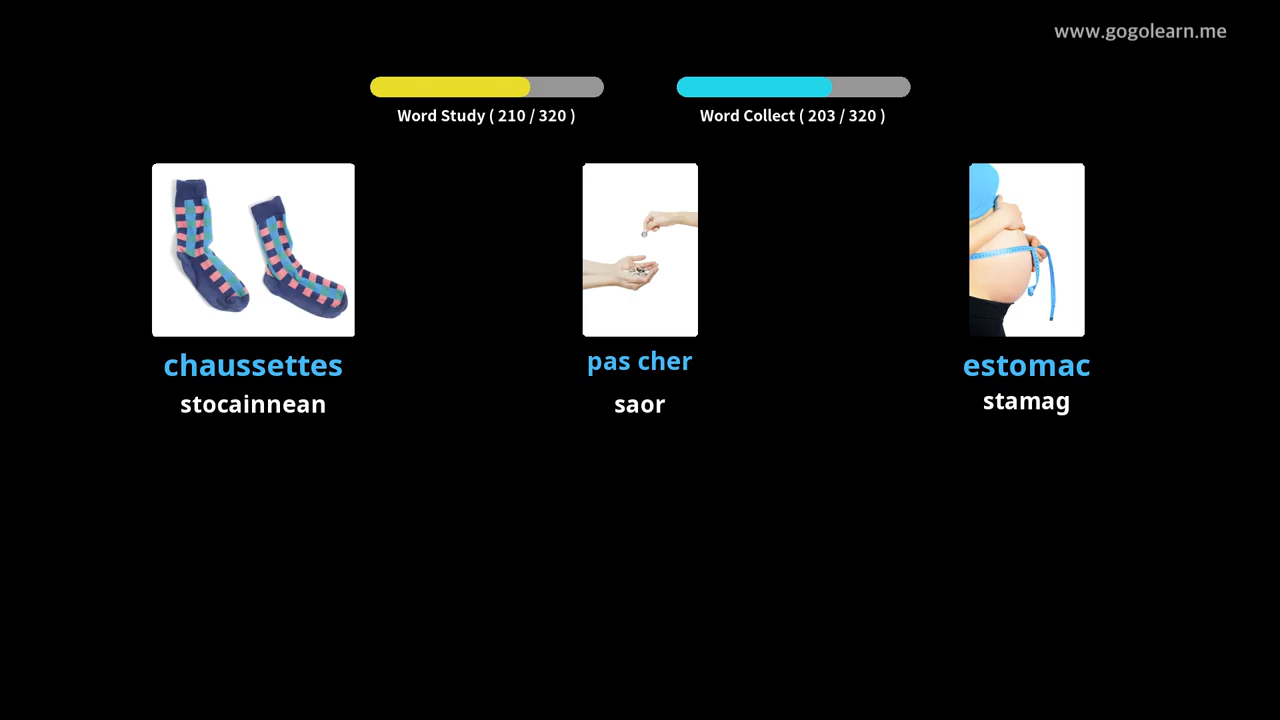 www.gogolearn.me
Word Study ( 210 / 320 )
Word Collect ( 203 / 320 )
chaussettes
stocainnean
pas cher
saor
estomac
stamag